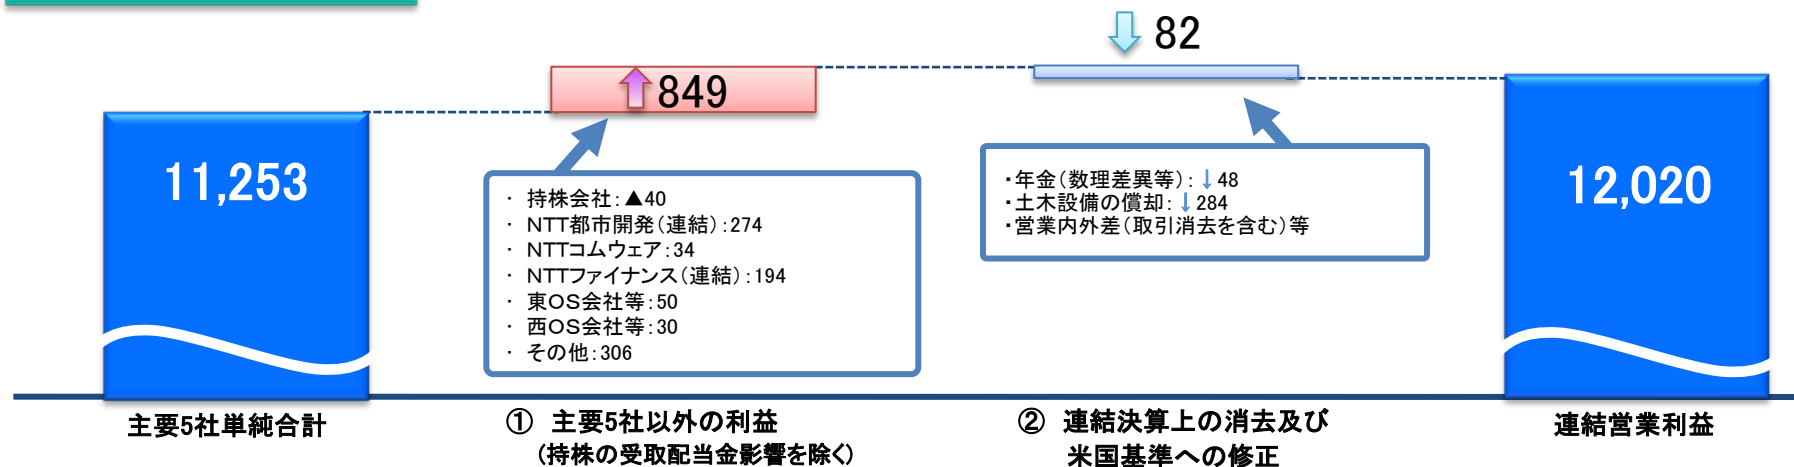 82
849
11,253
・ 持株会社：▲40
・ NTT都市開発（連結）：274
・ NTTコムウェア：34
・ NTTファイナンス（連結）：194
・ 東OS会社等：50
・ 西OS会社等：30
・ その他：306
・年金（数理差異等）：↓48
・土木設備の償却：↓284
・営業内外差（取引消去を含む）等
12,020
主要5社単純合計
① 主要5社以外の利益
（持株の受取配当金影響を除く）
② 連結決算上の消去及び
米国基準への修正
連結営業利益